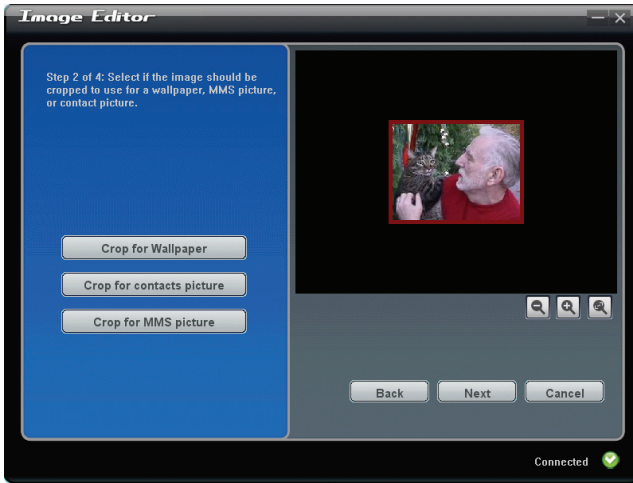 Image Editor
Step 2 of 4: Select if the image should be
cropped to use for a wallpaper, MMS picture,
or contact picture.
Crop for Wallpaper
Crop for contacts picture
Crop for MMS picture
Back
Next
Cancel
Connected